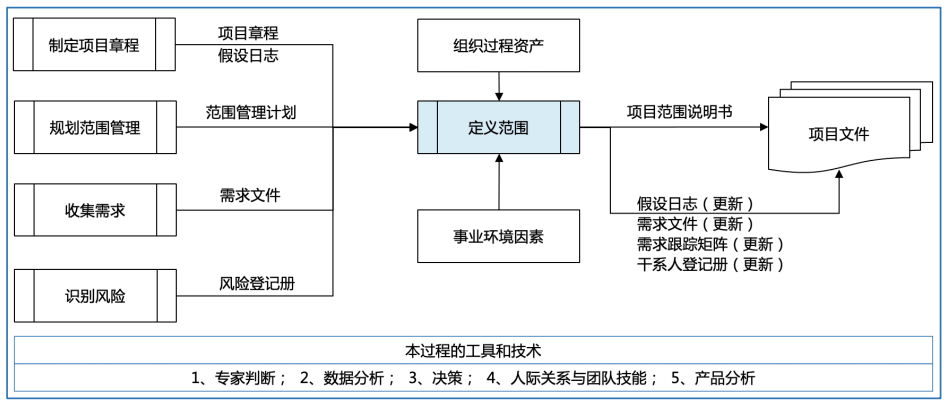 制定项目章程
项目章程
假设日志
组织过程资产
规划范围管理
范围管理计划
定义范围
项目范围说明书
项目文件
收集需求
需求文件
事业环境因素
假设日志（更新）
需求文件（更新）
需求跟踪矩阵（更新）
干系人登记册（更新）
识别风险
风险登记册
本过程的工具和技术
1、专家判断； 2、数据分析； 3、决策； 4、人际关系与团队技能； 5、产品分析